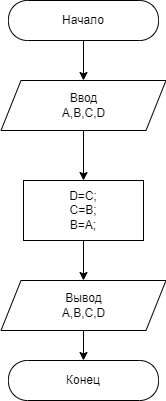 Начало
Ввод
A,B,C,D
D=C;
C=B;
B=A;
Вывод
A,B,C,D
Конец